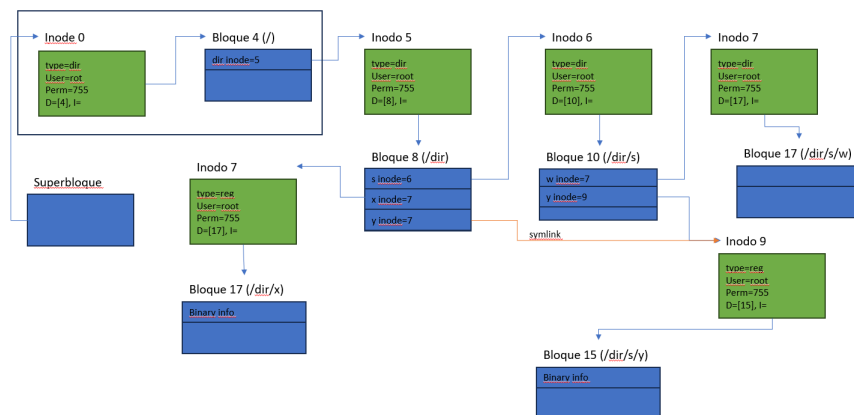 Inode 0
type=dir
User=rot
Perm=755
D=[4], I=
Bloque 4 (/)
dir inode=5
Inodo 5
type=dir
User=root
Perm=755
D=[8], I=
Inodo 6
type=dir
User=root
Perm=755
D=[10], I=
Inodo 7
type=dir
User=root
Perm=755
D=[17], I=
Superbloque
Inodo 7
type=reg
User=root
Perm=755
D=[17], I=
Bloque 8 (/dir)
s inode=6
x inode=7
y inode=7
Bloque 10 (/dir/s)
w inode=7
y inode=9
Bloque 17 (/dir/s/w)
symlink
Inodo 9
type=reg
User=root
Perm=755
D=[15], I=
Bloque 17 (/dir/x)
Binary info
Bloque 15 (/dir/s/y)
Binary info